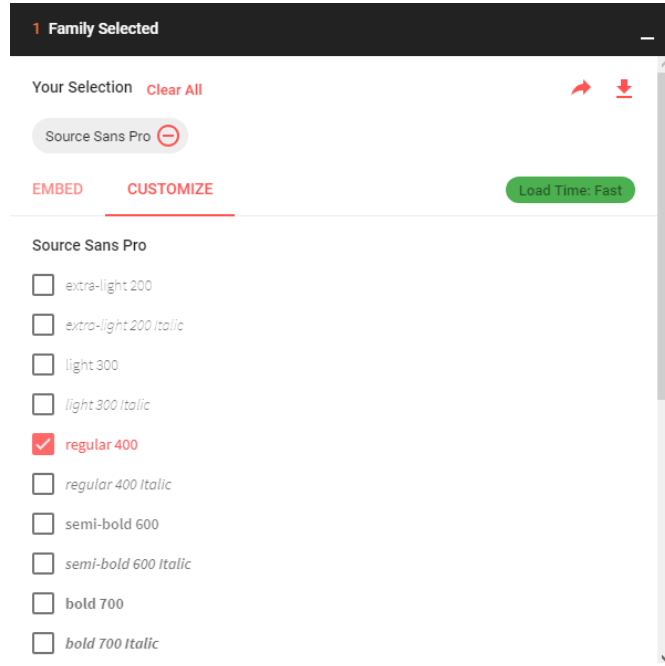 1 Family Selected
Your Selection Clear All
Source Sans Pro
EMBED CUSTOMIZE Load Time: Fast
Source Sans Pro
extra-light 200
extra-light 200 Italic
light 300
light 300 Italic
regular 400
regular 400 Italic
semi-bold 600
semi-bold 600 Italic
bold 700
bold 700 Italic